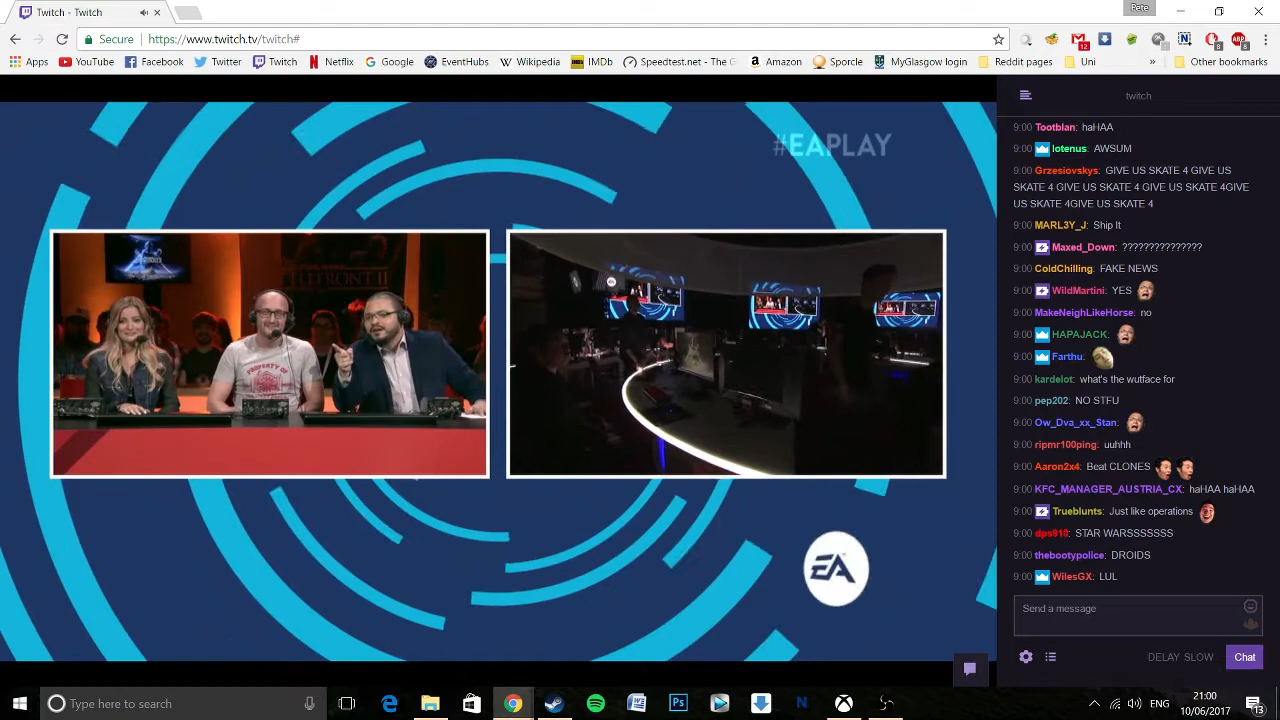 Twitch - Twitch
Pete
Secure
https://www.twitch.tv/twitch#
12
8
8
Apps
YouTube
Facebook
Twitter
Twitch
Netflix
Google
ExertHubs
Wikipedia
IMDb
Speedtest.net - The G
Amazon
Sporcle
MyGlasgow login
Reddit pages
Uni
»
Other bookmarks
#EAPLAY
EA
twitch
9:00 Tootblan: haHAA
9:00 lotenus: AWSUM
9:00 Grzesiovskys: GIVE US SKATE 4 GIVE US
SKATE 4 GIVE US SKATE 4 GIVE US SKATE 4GIVE
US SKATE 4GIVE US SKATE 4
9:00 MARL3Y_J: Ship It
9:00 Maxed_Down: ???????????????
9:00 ColdChilling: FAKE NEWS
9:00 WildMartini: YES
9:00 MakeNeighLikeHorse: no
9:00 HAPAJACK:
9:00 Farthu:
9:00 kardelot: what's the wutface for
9:00 pep202: NO STFU
9:00 Ow_Dva_xx_Stan:
9:00 ripmr100ping: uuhhh
9:00 Aaron2x4: Beat CLONES
9:00 KFC_MANAGER_AUSTRIA_CX: haHAA haHAA
9:00 Trueblunts: Just like operations
9:00 dps918: STAR WARSSSSSSS
9:00 thebootypolice: DROIDS
9:00 WilesGX: LUL
Send a message
DELAY SLOW
Chat
Type here to search
21:00
10/06/2017
13